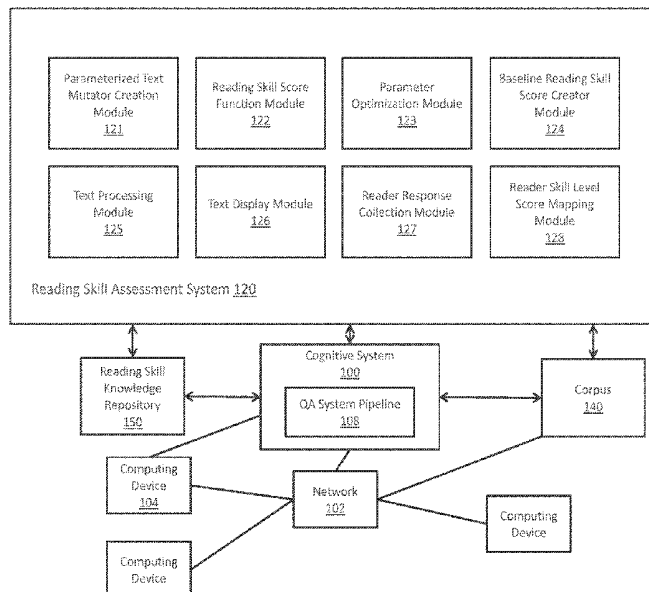 Parameterized Text
Mutator Creation
Module
121
Reading Skill Score
Function Module
122
Parameter
Optimization Module
123
Baseline Reading Skill
Score Creator Module
124
Text Processing
Module
125
Text Display Module
126
Reader Response
Collection Module
127
Reader Skill Level
Score Mapping
Module
128
Reading Skill Assessment System 120
Reading Skill
Knowledge
Repository
150
Cognitive System
100
QA System Pipeline
108
Corpus
140
Computing
Device
104
Network
102
Computing
Device
Computing
Device